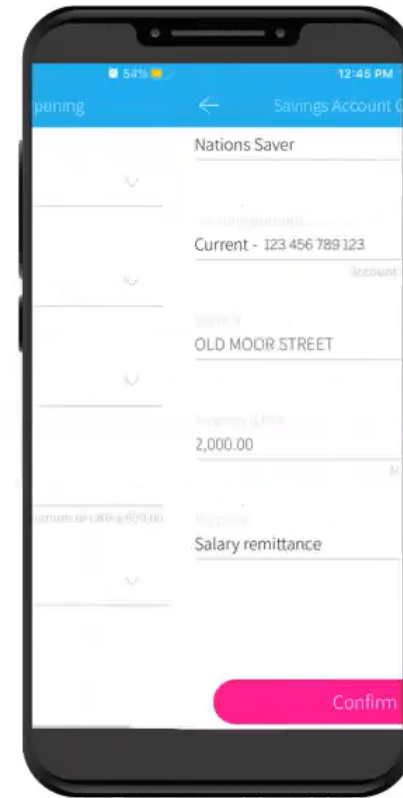 54%
12:45 PM
pening
Savings Account O
Nations Saver
Current - 123 456 789 123
Account
OLD MOOR STREET
2,000.00
M
Salary remittance
Confirm